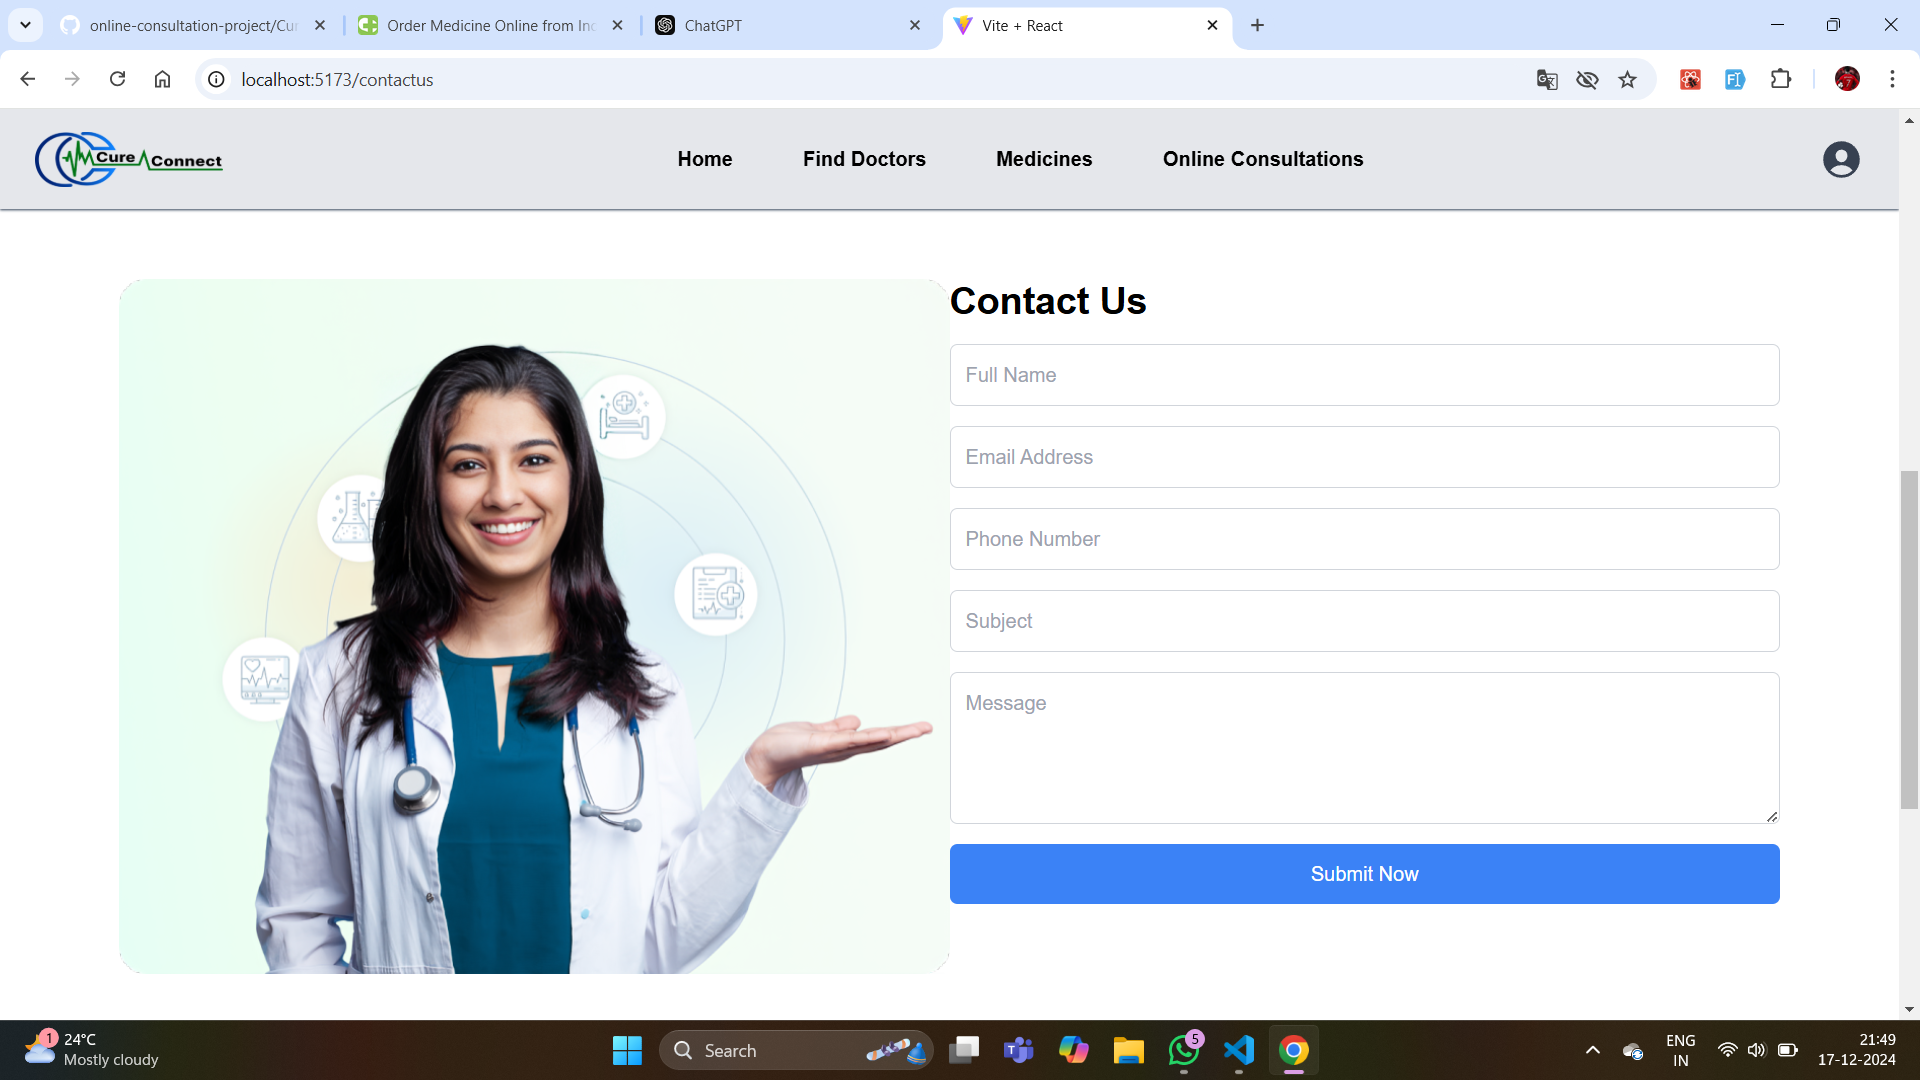 online-consultation-project/Cur
Order Medicine Online from Inc
ChatGPT
Vite + React
localhost:5173/contactus
Cure Connect
Home
Find Doctors
Medicines
Online Consultations
Contact Us
Full Name
Email Address
Phone Number
Subject
Message
Submit Now
1
24°C
Mostly cloudy
Search
5
ENG
IN
21:49
17-12-2024